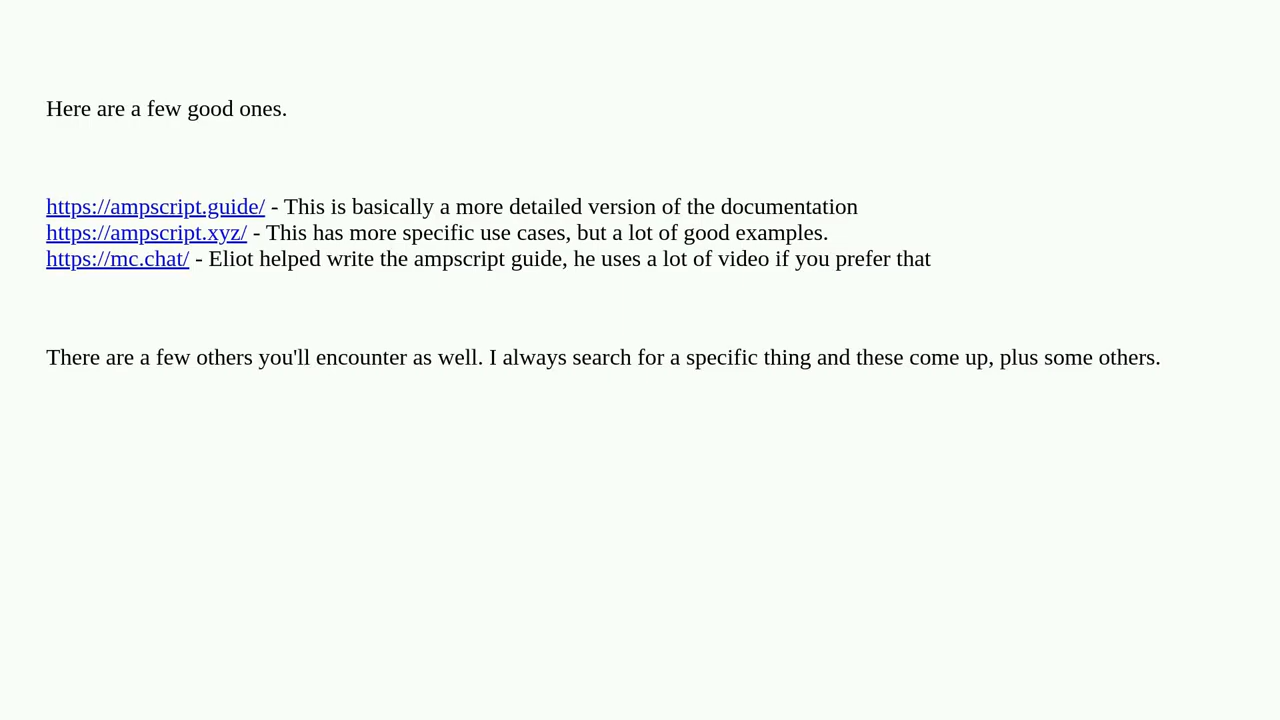 Here are a few good ones.
https://ampscript.guide/ - This is basically a more detailed version of the documentation
https://ampscript.xyz/ - This has more specific use cases, but a lot of good examples.
https://mc.chat/ - Eliot helped write the ampscript guide, he uses a lot of video if you prefer that
There are a few others you'll encounter as well. I always search for a specific thing and these come up, plus some others.